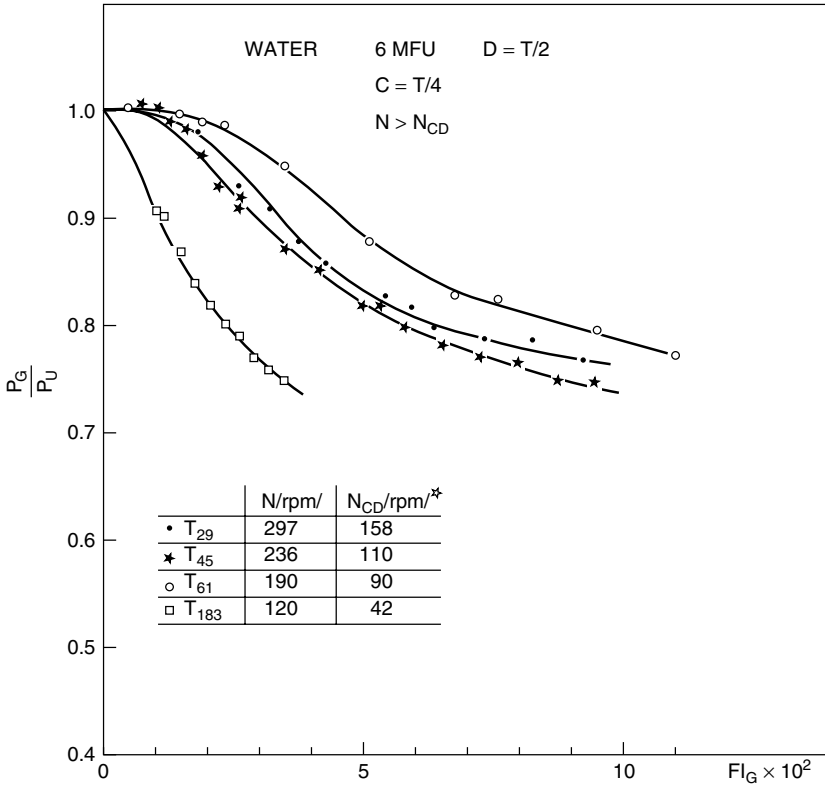 WATER 6 MFU D = T/2
C = T/4
N > N_CD
1.0
0.9
0.8
0.7
0.6
0.5
0.4
P_G
P_U
N/rpm/ N_CD/rpm/☆
• T_29 297 158
★ T_45 236 110
○ T_61 190 90
□ T_183 120 42
0 5 10 Fl_G × 10^2